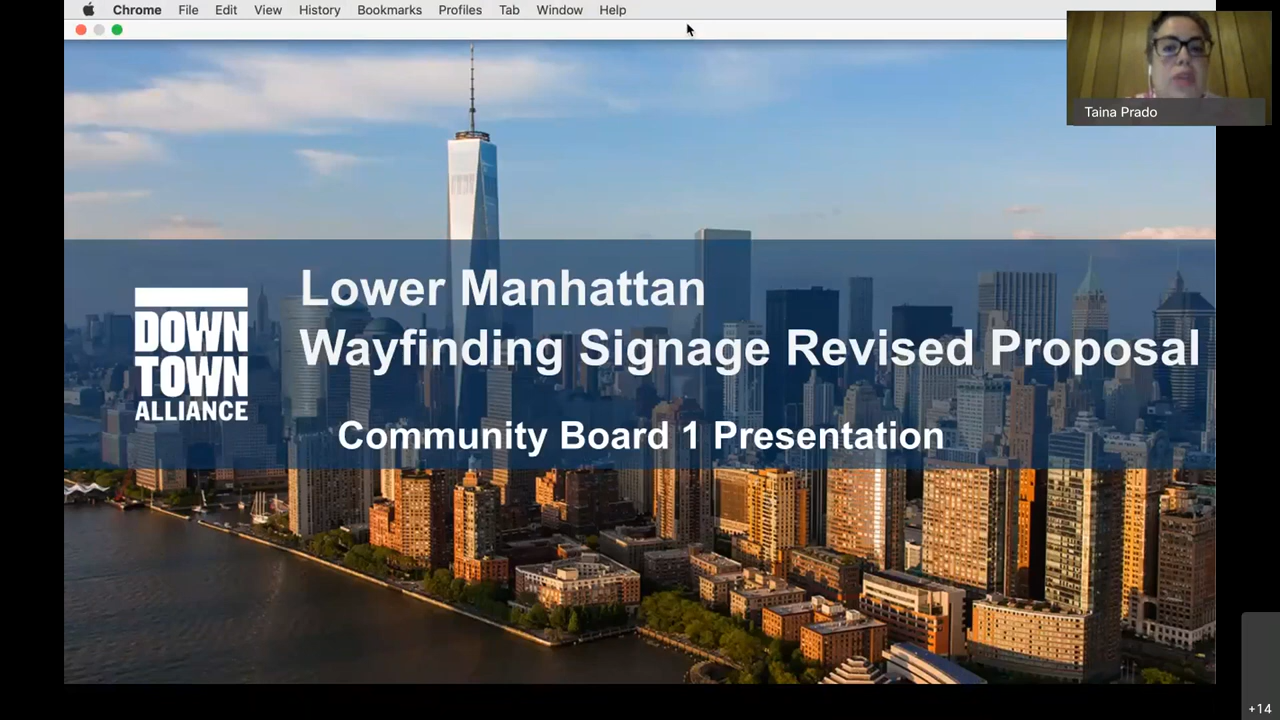 Chrome File Edit View History Bookmarks Profiles Tab Window Help
Taina Prado
Lower Manhattan
Wayfinding Signage Revised Proposal
DOWN
TOWN
ALLIANCE
Community Board 1 Presentation
+14